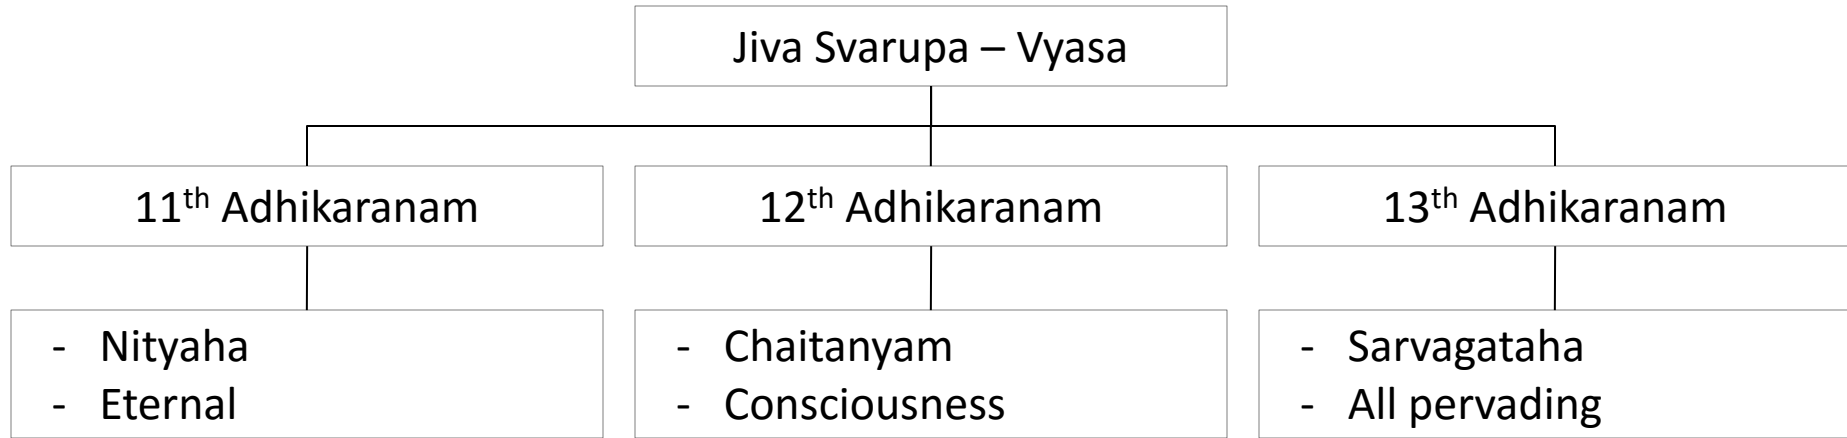 Jiva Svarupa – Vyasa
11th Adhikaranam
12th Adhikaranam
13th Adhikaranam
- Nityaha
- Eternal
- Chaitanyam
- Consciousness
- Sarvagataha
- All pervading